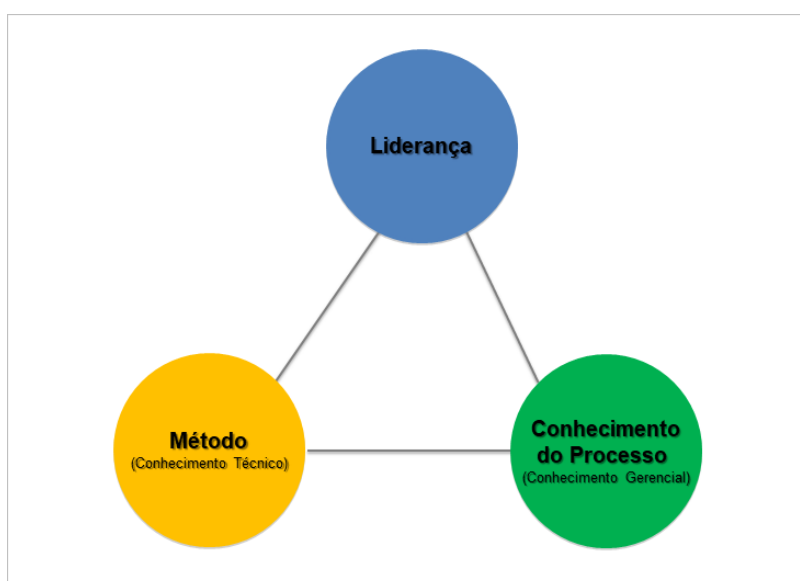 Liderança
Método
(Conhecimento Técnico)
Conhecimento
do Processo
(Conhecimento Gerencial)